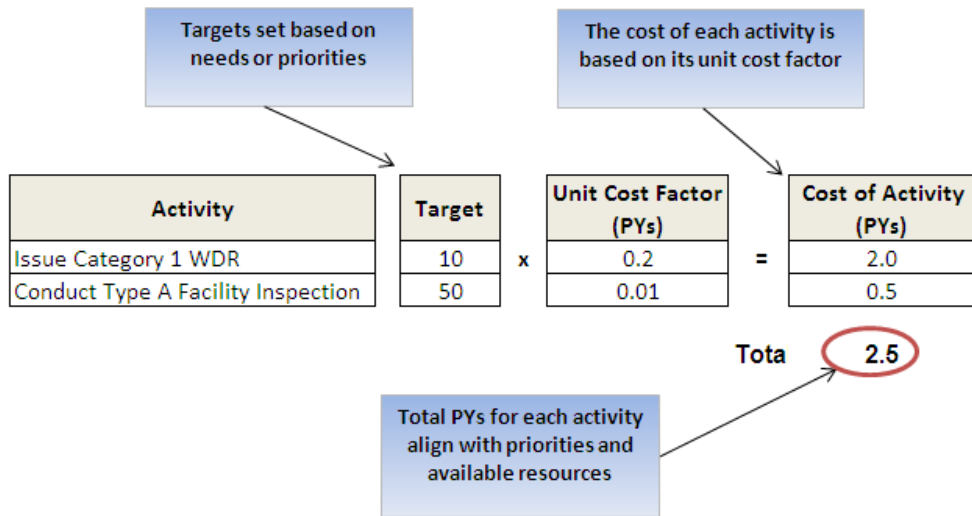 Targets set based on
needs or priorities
The cost of each activity is
based on its unit cost factor
Activity
Target
Unit Cost Factor
(PYs)
Cost of Activity
(PYs)
Issue Category 1 WDR 10 x 0.2 = 2.0
Conduct Type A Facility Inspection 50 0.01 0.5
Tota 2.5
Total PYs for each activity
align with priorities and
available resources